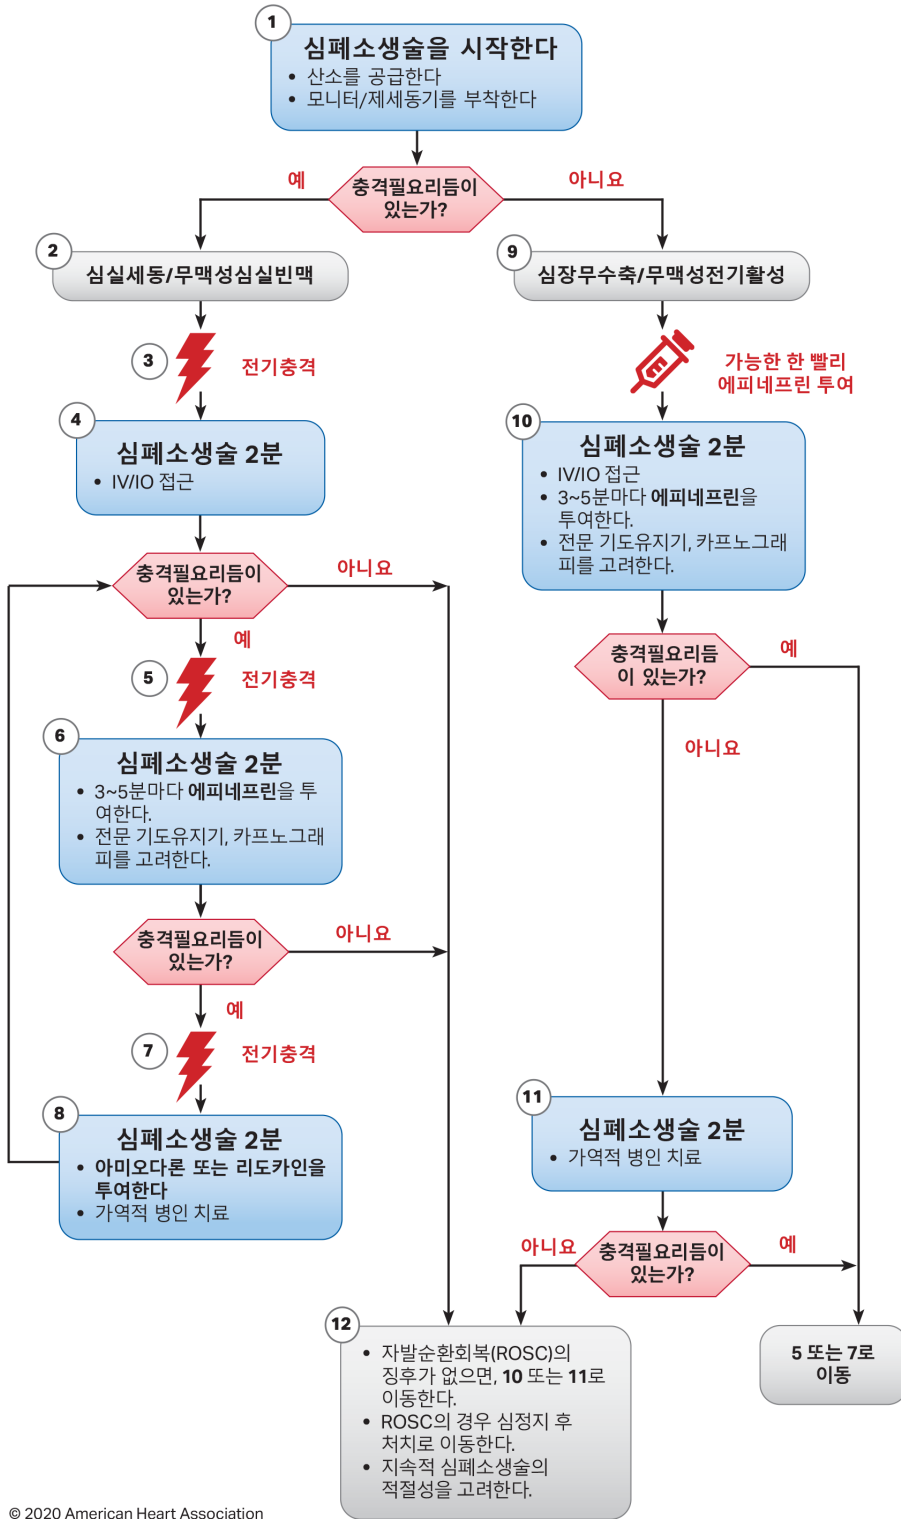 1
심폐소생술을 시작한다
• 산소를 공급한다
• 모니터/제세동기를 부착한다
예
충격필요리듬이
있는가?
아니요
2
심실세동/무맥성심실빈맥
9
심장무수축/무맥성전기활성
3
전기충격
가능한 한 빨리
에피네프린 투여
4
심폐소생술 2분
• IV/IO 접근
10
심폐소생술 2분
• IV/IO 접근
• 3~5분마다 에피네프린을
투여한다.
• 전문 기도유지기, 카프노그래
피를 고려한다.
충격필요리듬이
있는가?
아니요
예
5
전기충격
충격필요리듬
이 있는가?
예
아니요
6
심폐소생술 2분
• 3~5분마다 에피네프린을 투
여한다.
• 전문 기도유지기, 카프노그래
피를 고려한다.
충격필요리듬이
있는가?
아니요
예
7
전기충격
8
심폐소생술 2분
• 아미오다론 또는 리도카인을
투여한다
• 가역적 병인 치료
11
심폐소생술 2분
• 가역적 병인 치료
아니요
충격필요리듬이
있는가?
예
12
• 자발순환회복(ROSC)의
징후가 없으면, 10 또는 11로
이동한다.
• ROSC의 경우 심정지 후
처치로 이동한다.
• 지속적 심폐소생술의
적절성을 고려한다.
5 또는 7로
이동
© 2020 American Heart Association